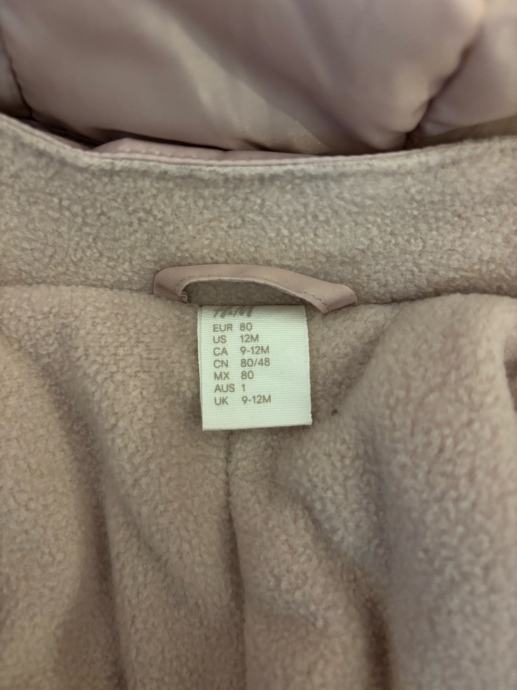 H&M
EUR 80
US 12M
CA 9-12M
CN 80/48
MX 80
AUS 1
UK 9-12M